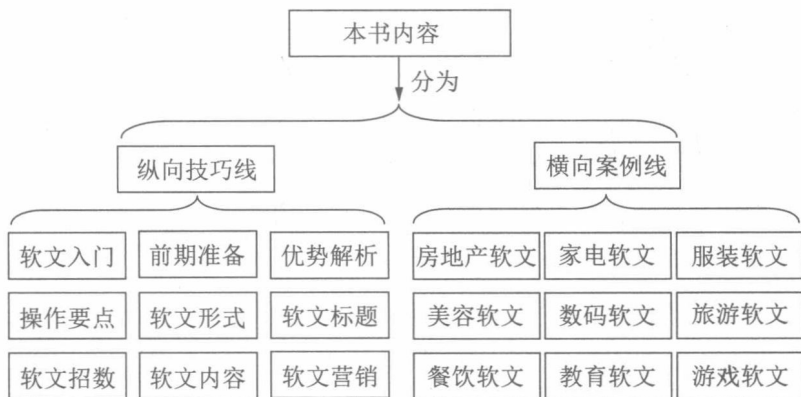 本书内容
分为
纵向技巧线 横向案例线
软文入门 前期准备 优势解析 房地产软文 家电软文 服装软文
操作要点 软文形式 软文标题 美容软文 数码软文 旅游软文
软文招数 软文内容 软文营销 餐饮软文 教育软文 游戏软文